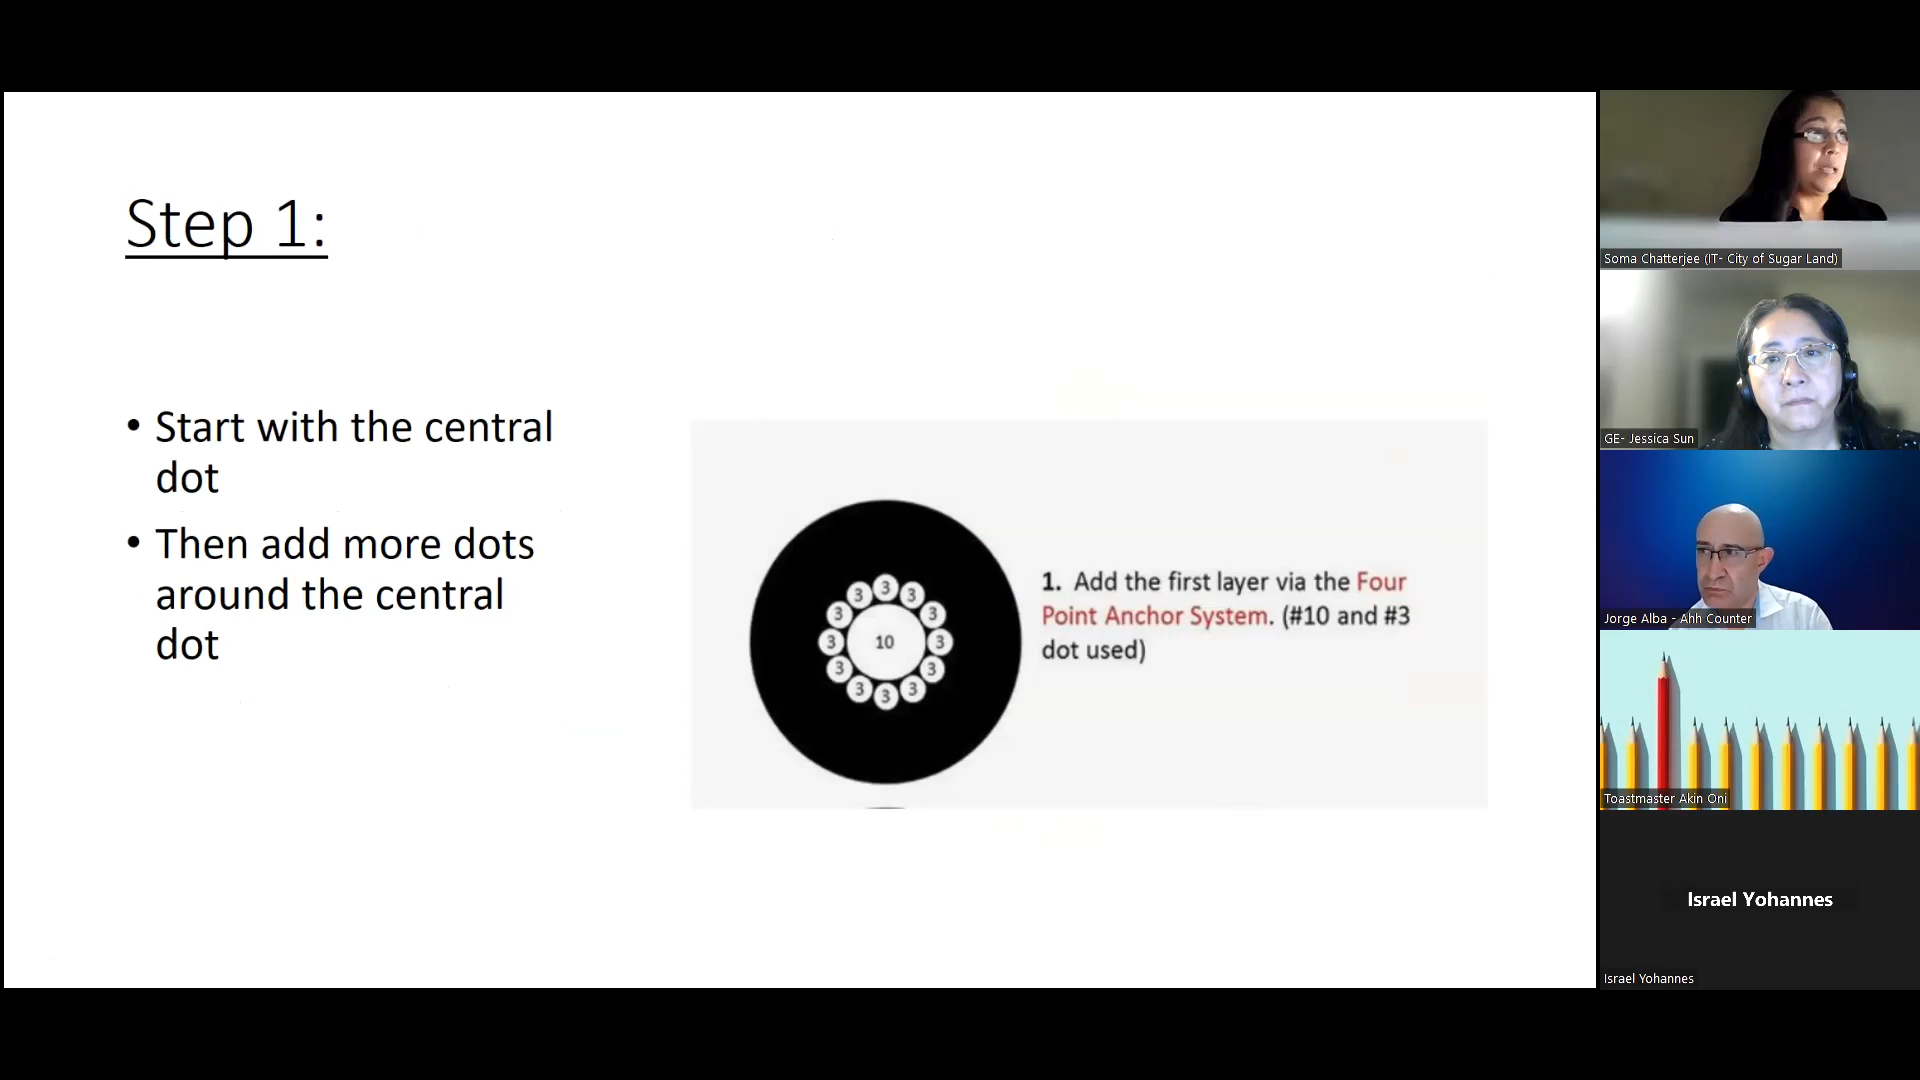 Step 1:
• Start with the central
dot
• Then add more dots
around the central
dot
3
3
3
3
3
3
3
3
3
3
3
3
10
1. Add the first layer via the Four
Point Anchor System. (#10 and #3
dot used)
Soma Chatterjee (IT- City of Sugar Land)
GE- Jessica Sun
Jorge Alba - Ahh Counter
Toastmaster Akin Oni
Israel Yohannes
Israel Yohannes